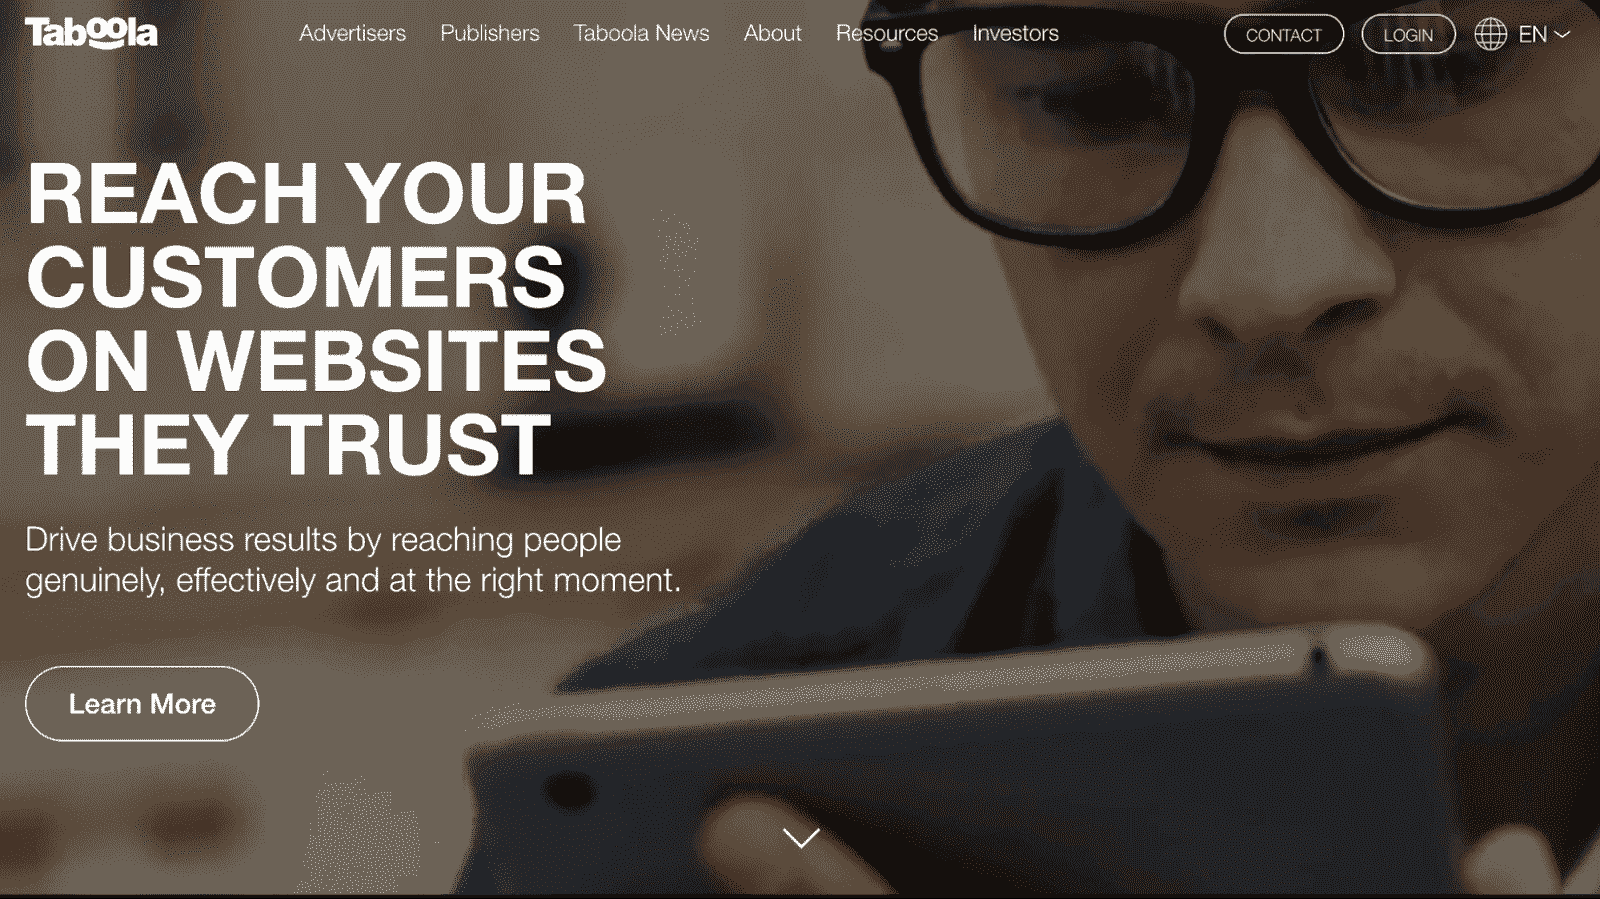 Taboola
Advertisers Publishers Taboola News About Resources Investors
CONTACT LOGIN EN
REACH YOUR
CUSTOMERS
ON WEBSITES
THEY TRUST
Drive business results by reaching people
genuinely, effectively and at the right moment.
Learn More